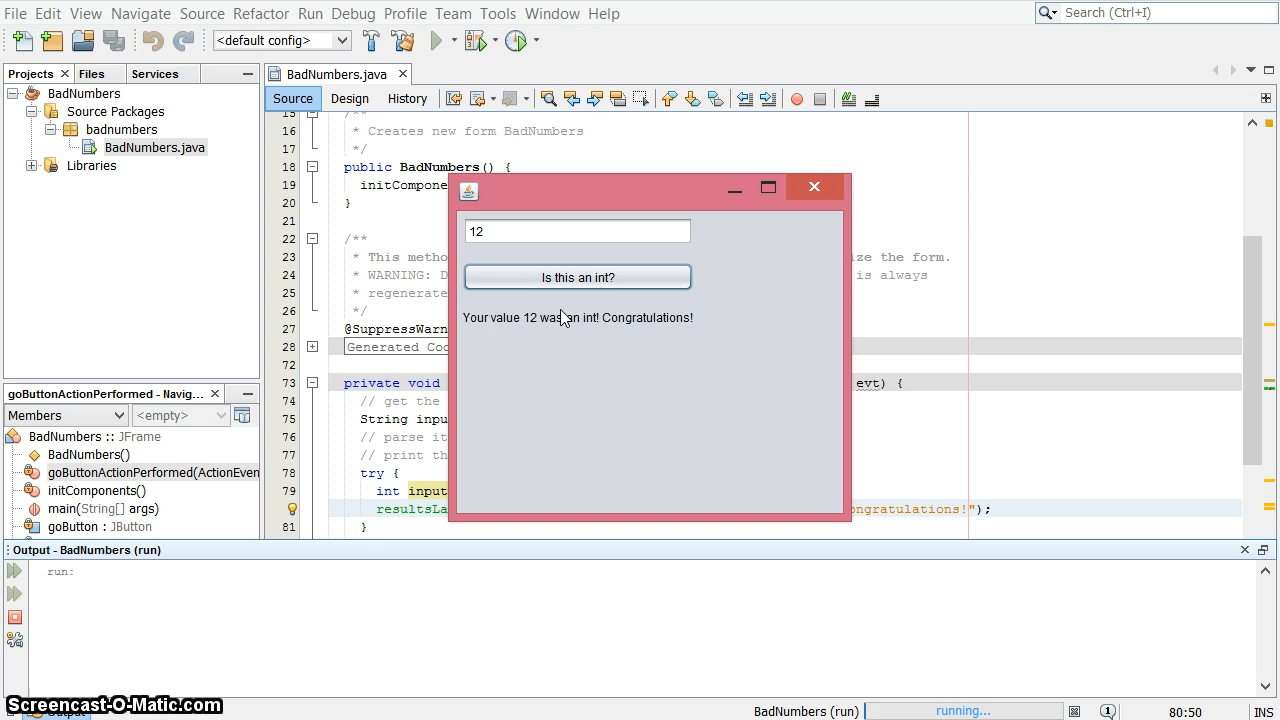 File Edit View Navigate Source Refactor Run Debug Profile Team Tools Window Help
Search (Ctrl+I)
<default config>
Projects Files Services
BadNumbers.java
BadNumbers
Source Packages
badnumbers
BadNumbers.java
Libraries
Source Design History
15 /**
16 * Creates new form BadNumbers
17 */
18 public BadNumbers() {
19 initCompone
20 }
21
22 /**
23 * This metho ize the form.
24 * WARNING: D is always
25 * regenerate
26 */
27 @SuppressWarn
28 Generated Coc
72
73 private void evt) {
74 // get the
75 String inpu
76 // parse it
77 // print th
78 try {
79 int input
resultsLa ongratulations!");
81 }
12
Is this an int?
Your value 12 was an int! Congratulations!
goButtonActionPerformed - Navig...
Members <empty>
BadNumbers :: JFrame
BadNumbers()
goButtonActionPerformed(ActionEven
initComponents()
main(String[] args)
goButton : JButton
Output - BadNumbers (run)
run:
Screencast-O-Matic.com
Output
BadNumbers (run) running... 1 80:50 INS